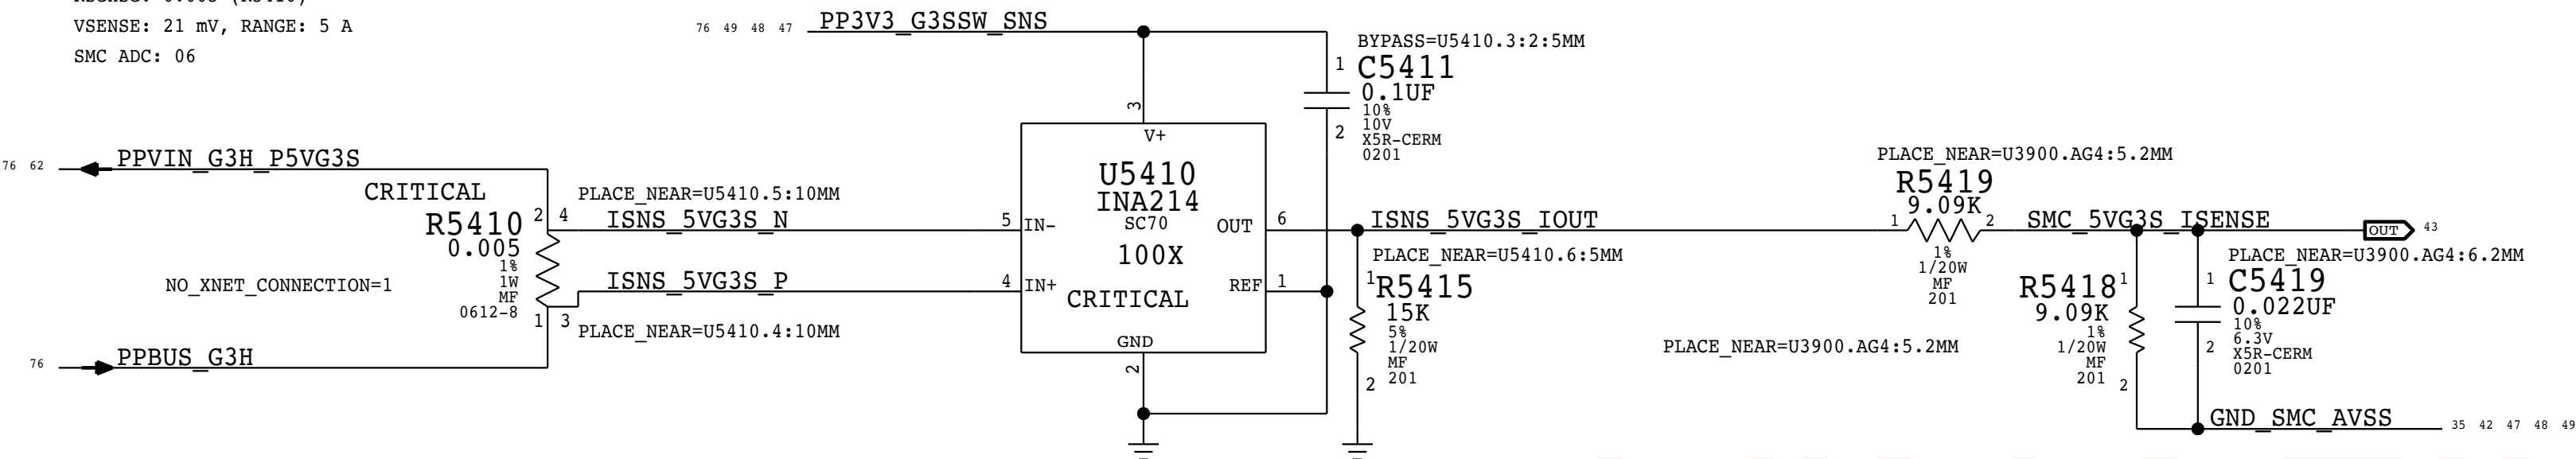 VSENSE: 21 mV, RANGE: 5 A
SMC ADC: 06
76 49 48 47 PP3V3_G3SSW_SNS
BYPASS=U5410.3:2:5MM
1 C5411
0.1UF
10%
10V
2 X5R-CERM
0201
3
V+
U5410
INA214
SC70
100X
CRITICAL
5 IN-
4 IN+
OUT 6
REF 1
GND
2
76 62 PPVIN_G3H_P5VG3S
CRITICAL
R5410
0.005
1%
1W
MF
0612-8
2 4
1 3
NO_XNET_CONNECTION=1
PLACE_NEAR=U5410.5:10MM
ISNS_5VG3S_N
ISNS_5VG3S_P
PLACE_NEAR=U5410.4:10MM
76 PPBUS_G3H
ISNS_5VG3S_IOUT
PLACE_NEAR=U5410.6:5MM
1 R5415
15K
5%
1/20W
MF
2 201
PLACE_NEAR=U3900.AG4:5.2MM
R5419
9.09K
1 2
1%
1/20W
MF
201
SMC_5VG3S_ISENSE
OUT 43
PLACE_NEAR=U3900.AG4:6.2MM
R5418 1
9.09K
1%
1/20W
MF
201 2
PLACE_NEAR=U3900.AG4:5.2MM
1 C5419
0.022UF
10%
6.3V
2 X5R-CERM
0201
GND_SMC_AVSS 35 42 47 48 49